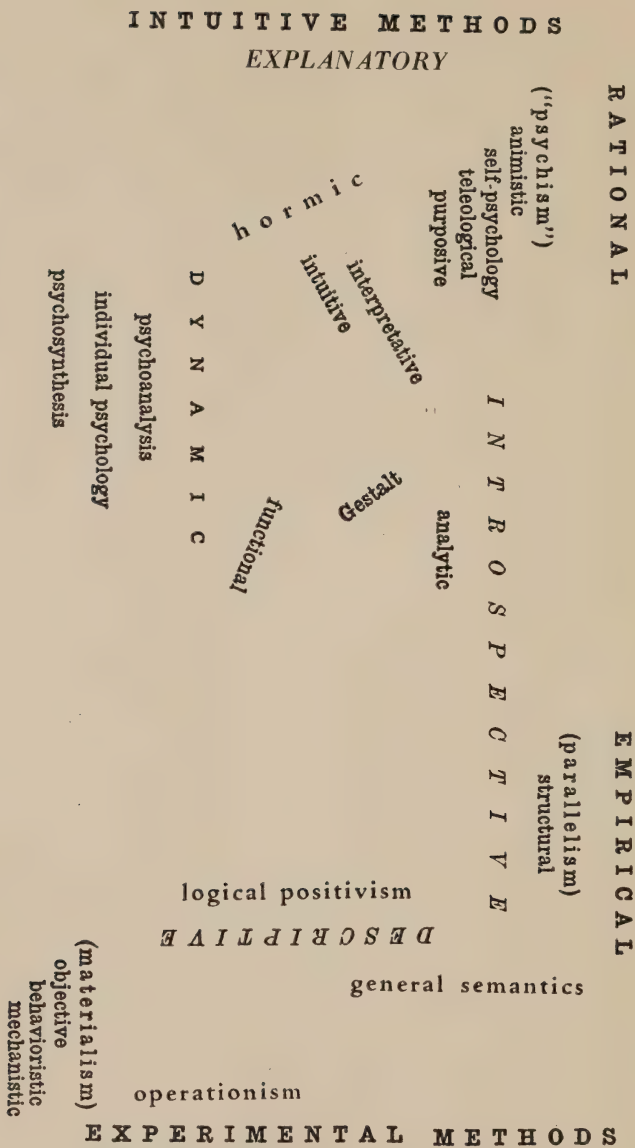 INTUITIVE METHODS
EXPLANATORY
RATIONAL
("psychism")
animistic
self-psychology
teleological
purposive
hormic
interpretative
intuitive
DYNAMIC
psychoanalysis
individual psychology
psychosynthesis
INTROSPECTIVE
Gestalt
analytic
functional
EMPIRICAL
(parallelism)
structural
logical positivism
DESCRIPTIVE
general semantics
(materialism)
objective
behavioristic
mechanistic
operationism
EXPERIMENTAL METHODS